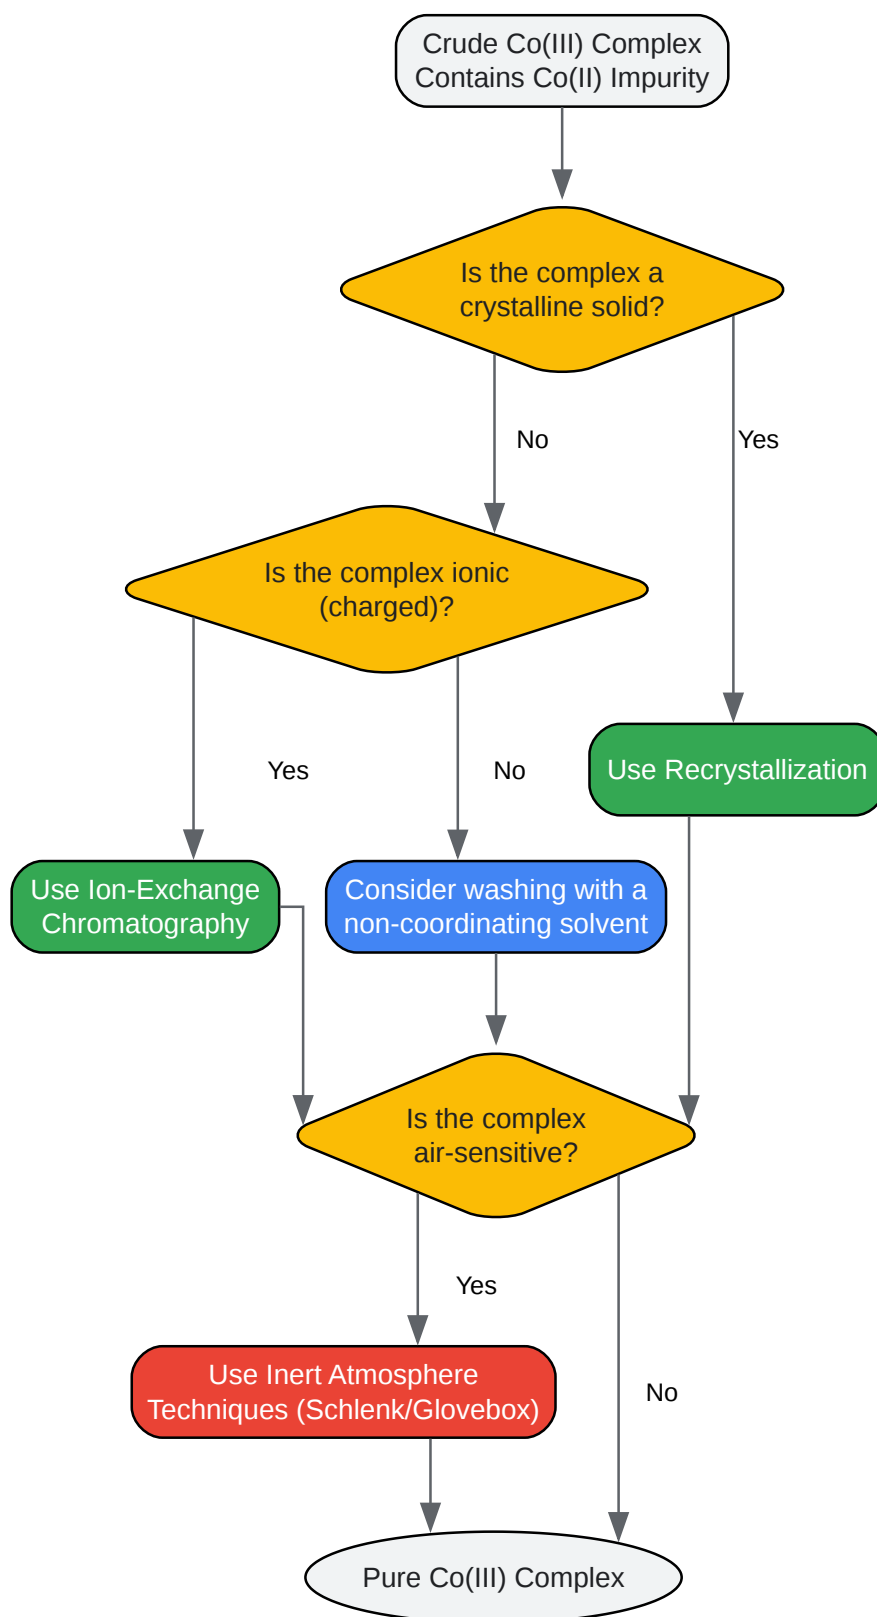 Crude Co(III) Complex
Contains Co(II) Impurity
Is the complex a
crystalline solid?
No
Yes
Is the complex ionic
(charged)?
Yes
No
Use Recrystallization
Use Ion-Exchange
Chromatography
Consider washing with a
non-coordinating solvent
Is the complex
air-sensitive?
Yes
Use Inert Atmosphere
Techniques (Schlenk/Glovebox)
No
Pure Co(III) Complex